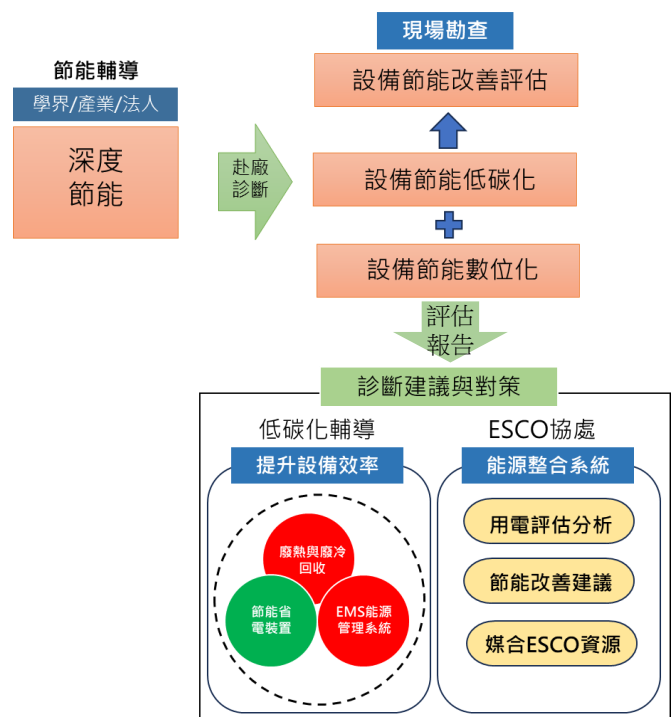 節能輔導
學界/產業/法人
深度
節能
赴廠
診斷
現場勘查
設備節能改善評估
設備節能低碳化
設備節能數位化
評估
報告
診斷建議與對策
低碳化輔導
提升設備效率
廢熱與廢冷
回收
節能省
電裝置
EMS能源
管理系統
ESCO協處
能源整合系統
用電評估分析
節能改善建議
媒合ESCO資源